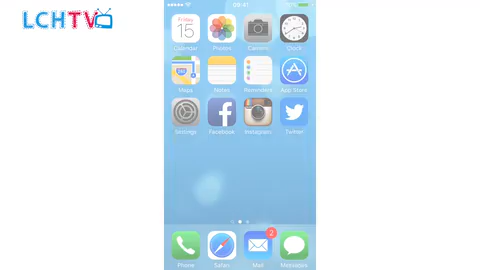 LCHTV
09:41
Friday
15
Calendar
Photos
Camera
Clock
Maps
Notes
Reminders
App Store
Settings
Facebook
Instagram
Twitter
2
Phone
Safari
Mail
Messages